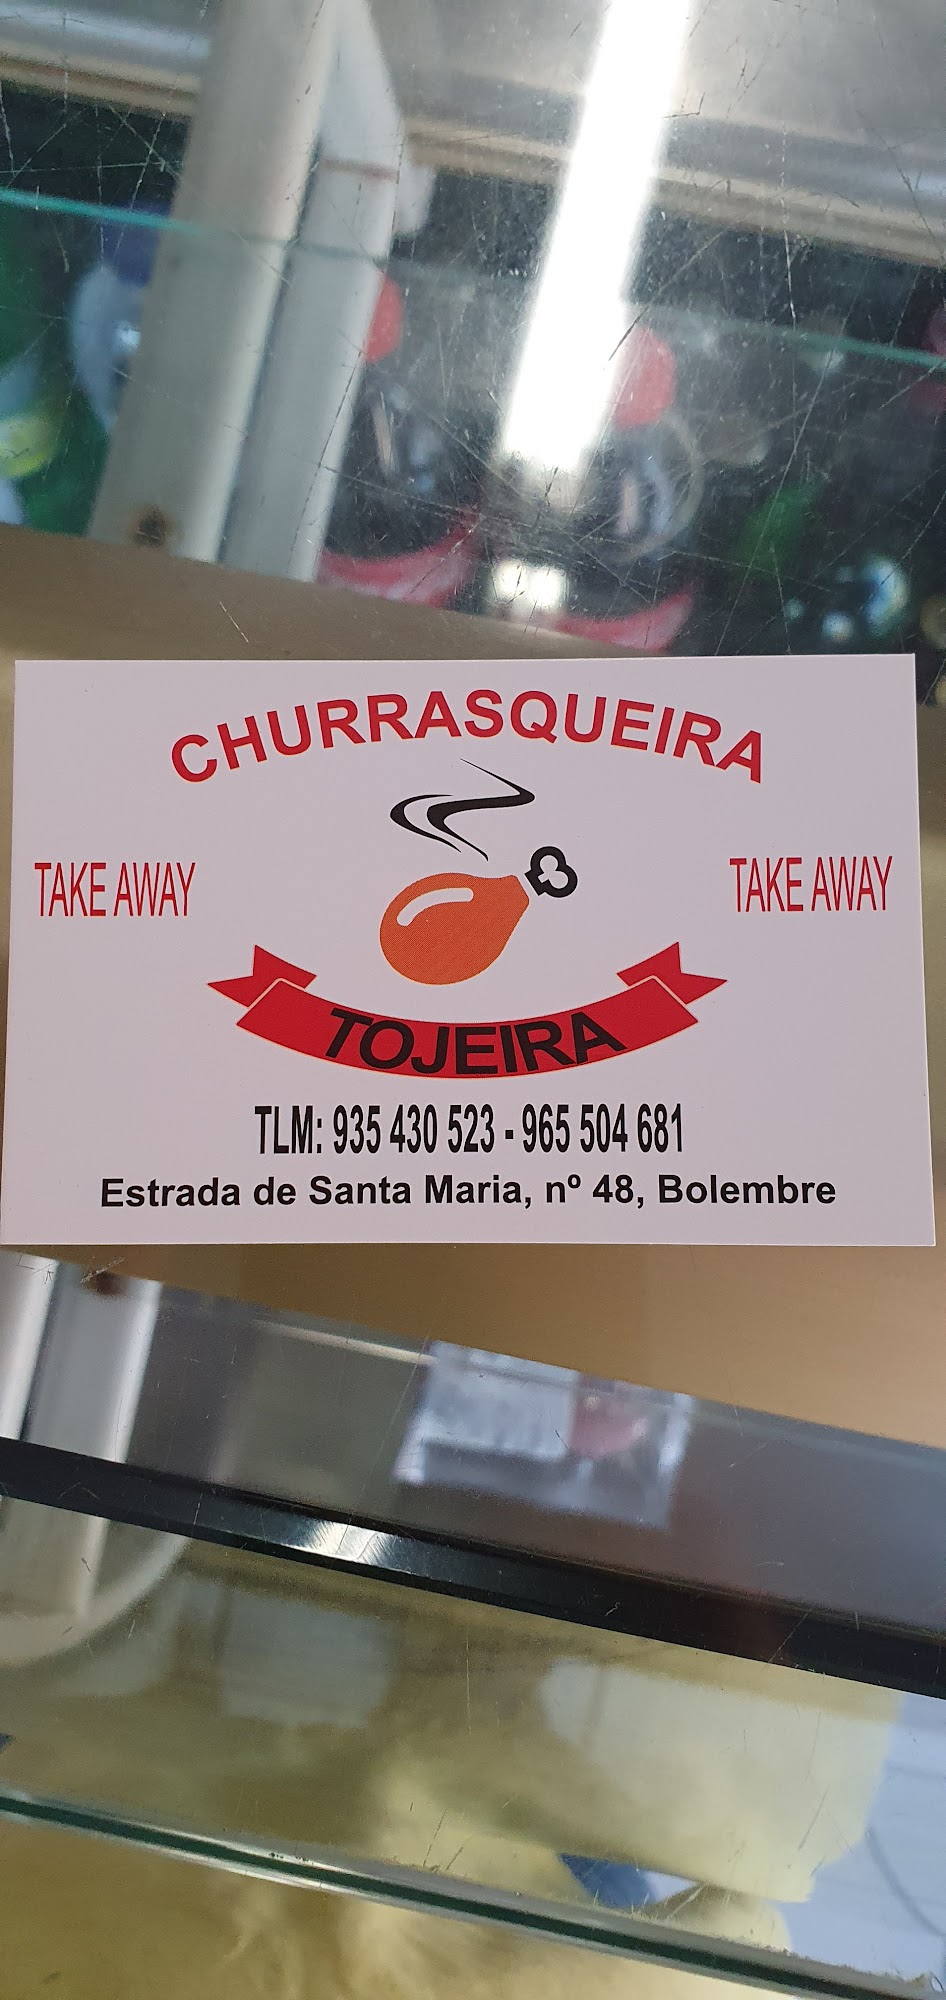 CHURRASQUEIRA
TAKE AWAY
TAKE AWAY
TOJEIRA
TLM: 935 430 523 - 965 504 681
Estrada de Santa Maria, nº 48, Bolembre